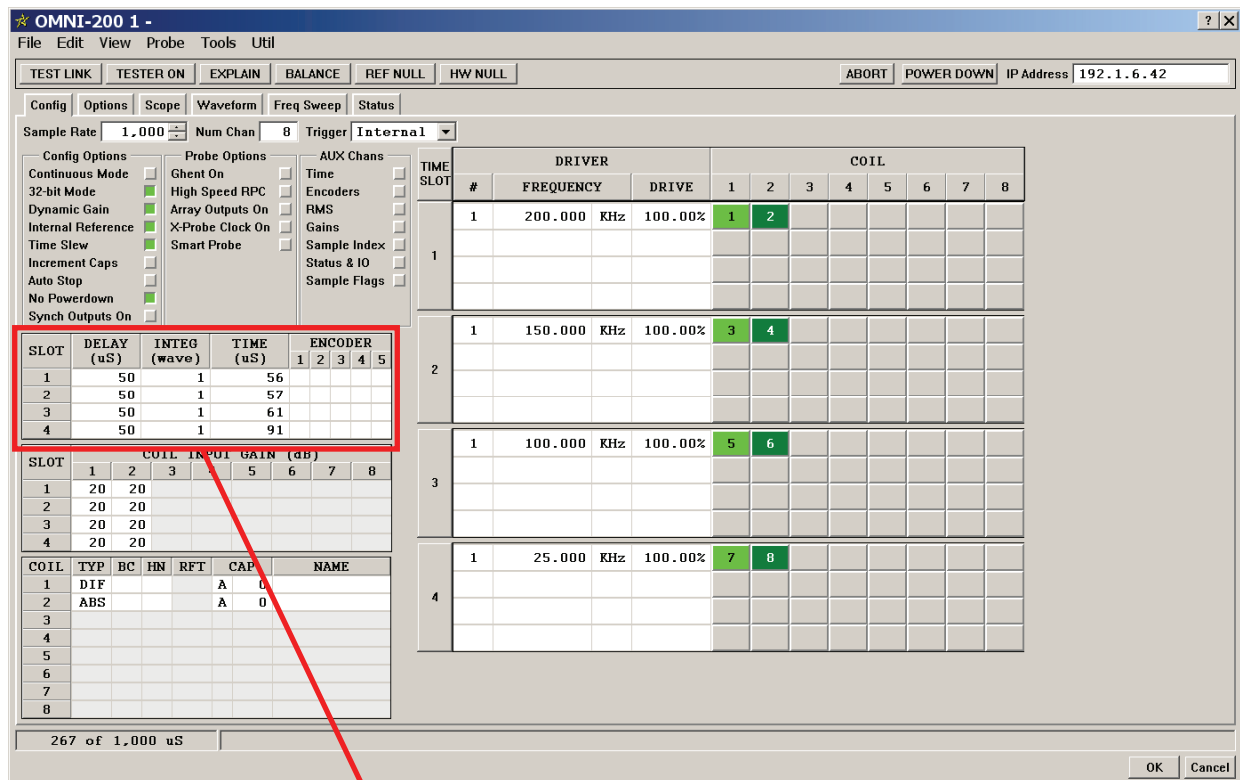 OMNI-200 1 -
File Edit View Probe Tools Util
TEST LINK TESTER ON EXPLAIN BALANCE REF NULL HW NULL ABORT POWER DOWN IP Address 192.1.6.42
Config Options Scope Waveform Freq Sweep Status
Sample Rate 1,000 Num Chan 8 Trigger Internal
Config Options
Continuous Mode
32-bit Mode
Dynamic Gain
Internal Reference
Time Slew
Increment Caps
Auto Stop
No Powerdown
Synch Outputs On
Probe Options
Ghent On
High Speed RPC
Array Outputs On
X-Probe Clock On
Smart Probe
AUX Chans
Time
Encoders
RMS
Gains
Sample Index
Status & IO
Sample Flags
SLOT DELAY (uS) INTEG (wave) TIME (uS) ENCODER
1 2 3 4 5
1 50 1 56
2 50 1 57
3 50 1 61
4 50 1 91
SLOT COIL INPUT GAIN (dB)
1 2 3 4 5 6 7 8
1 20 20
2 20 20
3 20 20
4 20 20
COIL TYP BC HN RFT CAP NAME
1 DIF A 0
2 ABS A 0
3
4
5
6
7
8
TIME SLOT DRIVER COIL
# FREQUENCY DRIVE 1 2 3 4 5 6 7 8
1 1 200.000 KHz 100.00% 1 2
2 1 150.000 KHz 100.00% 3 4
3 1 100.000 KHz 100.00% 5 6
4 1 25.000 KHz 100.00% 7 8
267 of 1,000 uS
OK Cancel